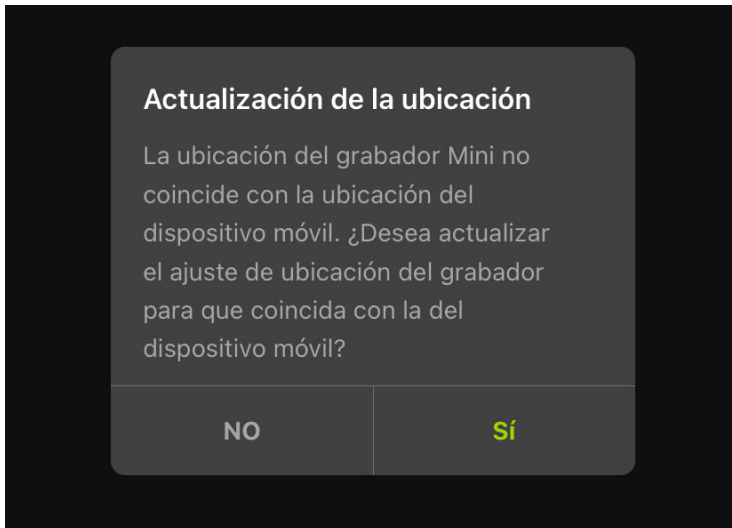 Actualización de la ubicación
La ubicación del grabador Mini no
coincide con la ubicación del
dispositivo móvil. ¿Desea actualizar
el ajuste de ubicación del grabador
para que coincida con la del
dispositivo móvil?
NO
Sí